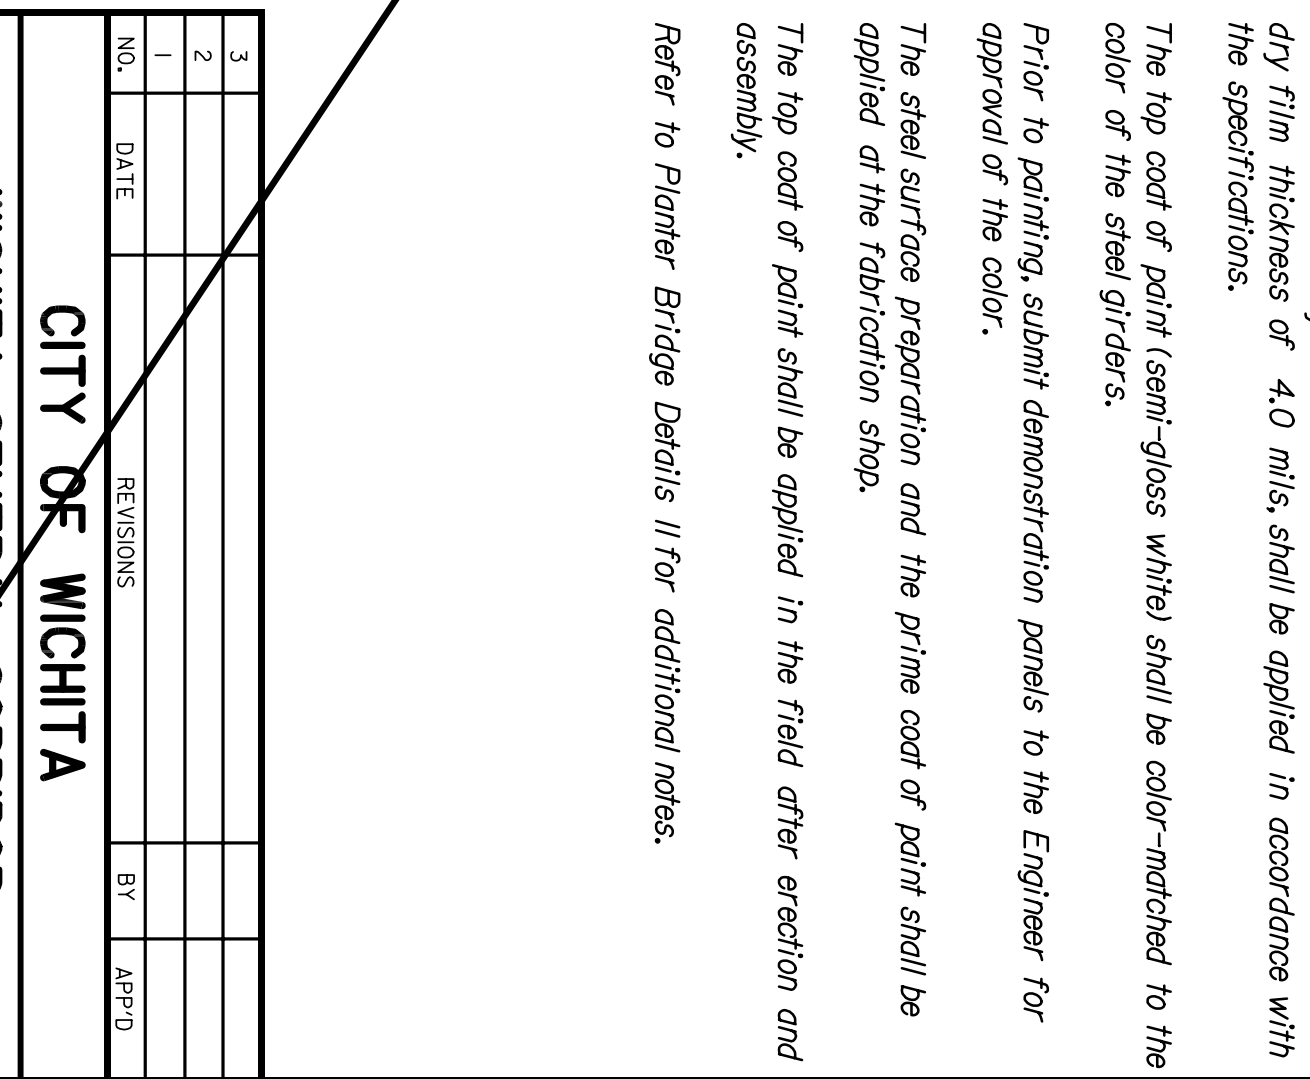 dry film thickness of 4.0 mils, shall be applied in accordance with
the specifications.
The top coat of paint (semi-gloss white) shall be color-matched to the
color of the steel girders.
Prior to painting, submit demonstration panels to the Engineer for
approval of the color.
The steel surface preparation and the prime coat of paint shall be
applied at the fabrication shop.
The top coat of paint shall be applied in the field after erection and
assembly.
Refer to Planter Bridge Details II for additional notes.
3
2
1
NO. DATE REVISIONS BY APP'D
CITY OF WICHITA